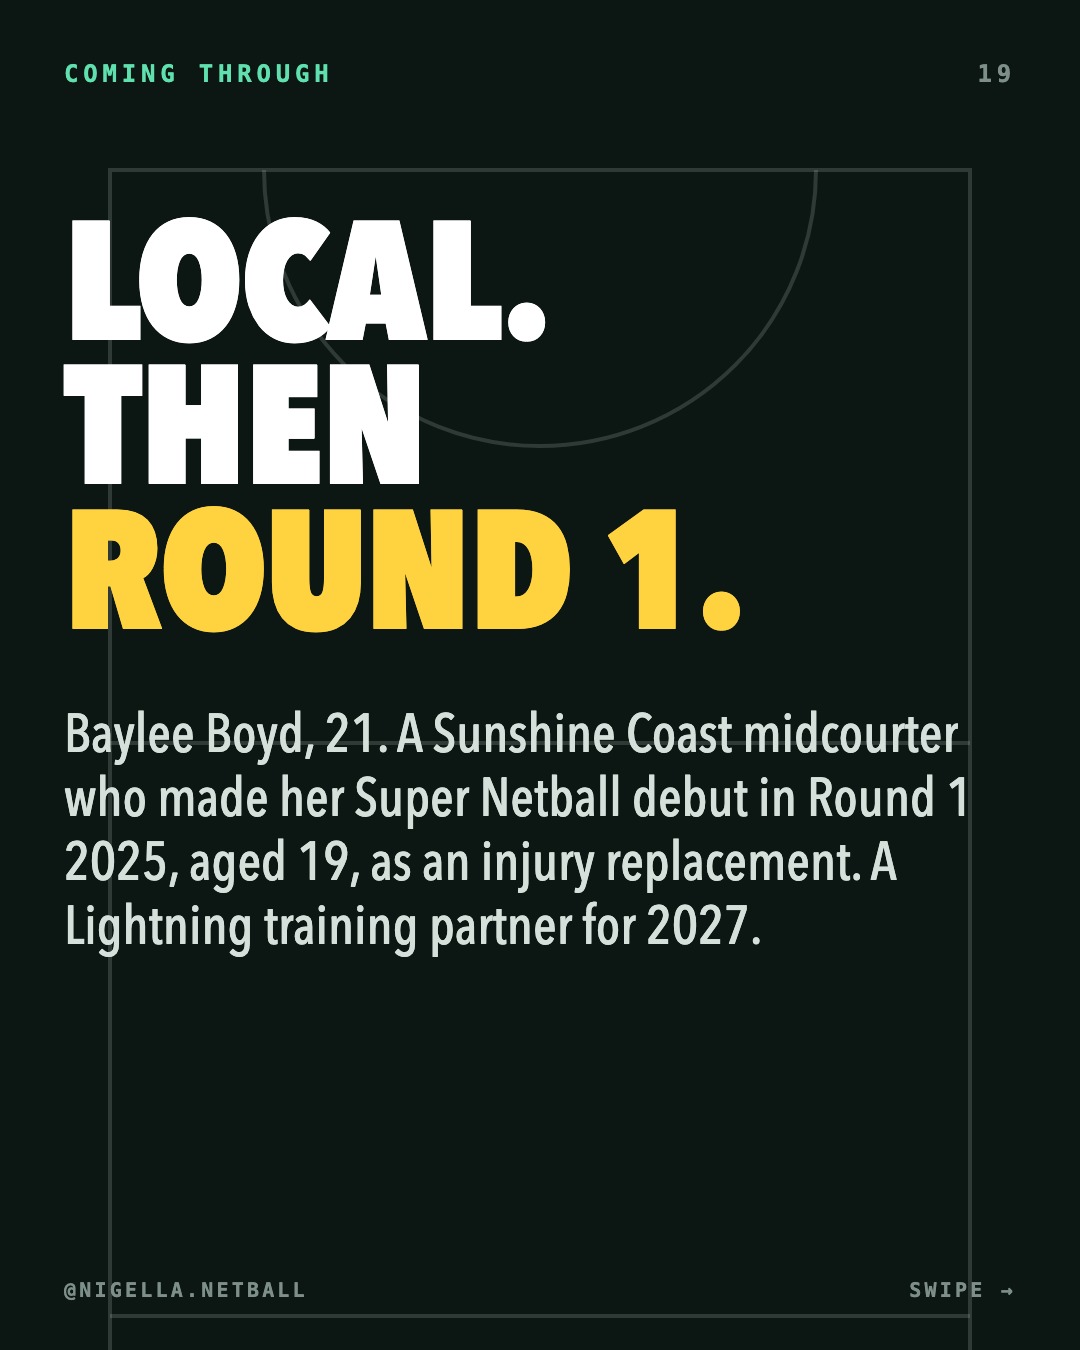 COMING THROUGH
19
LOCAL.
THEN
ROUND 1.
Baylee Boyd, 21. A Sunshine Coast midcourter
who made her Super Netball debut in Round 1
2025, aged 19, as an injury replacement. A
Lightning training partner for 2027.
@NIGELLA.NETBALL
SWIPE →